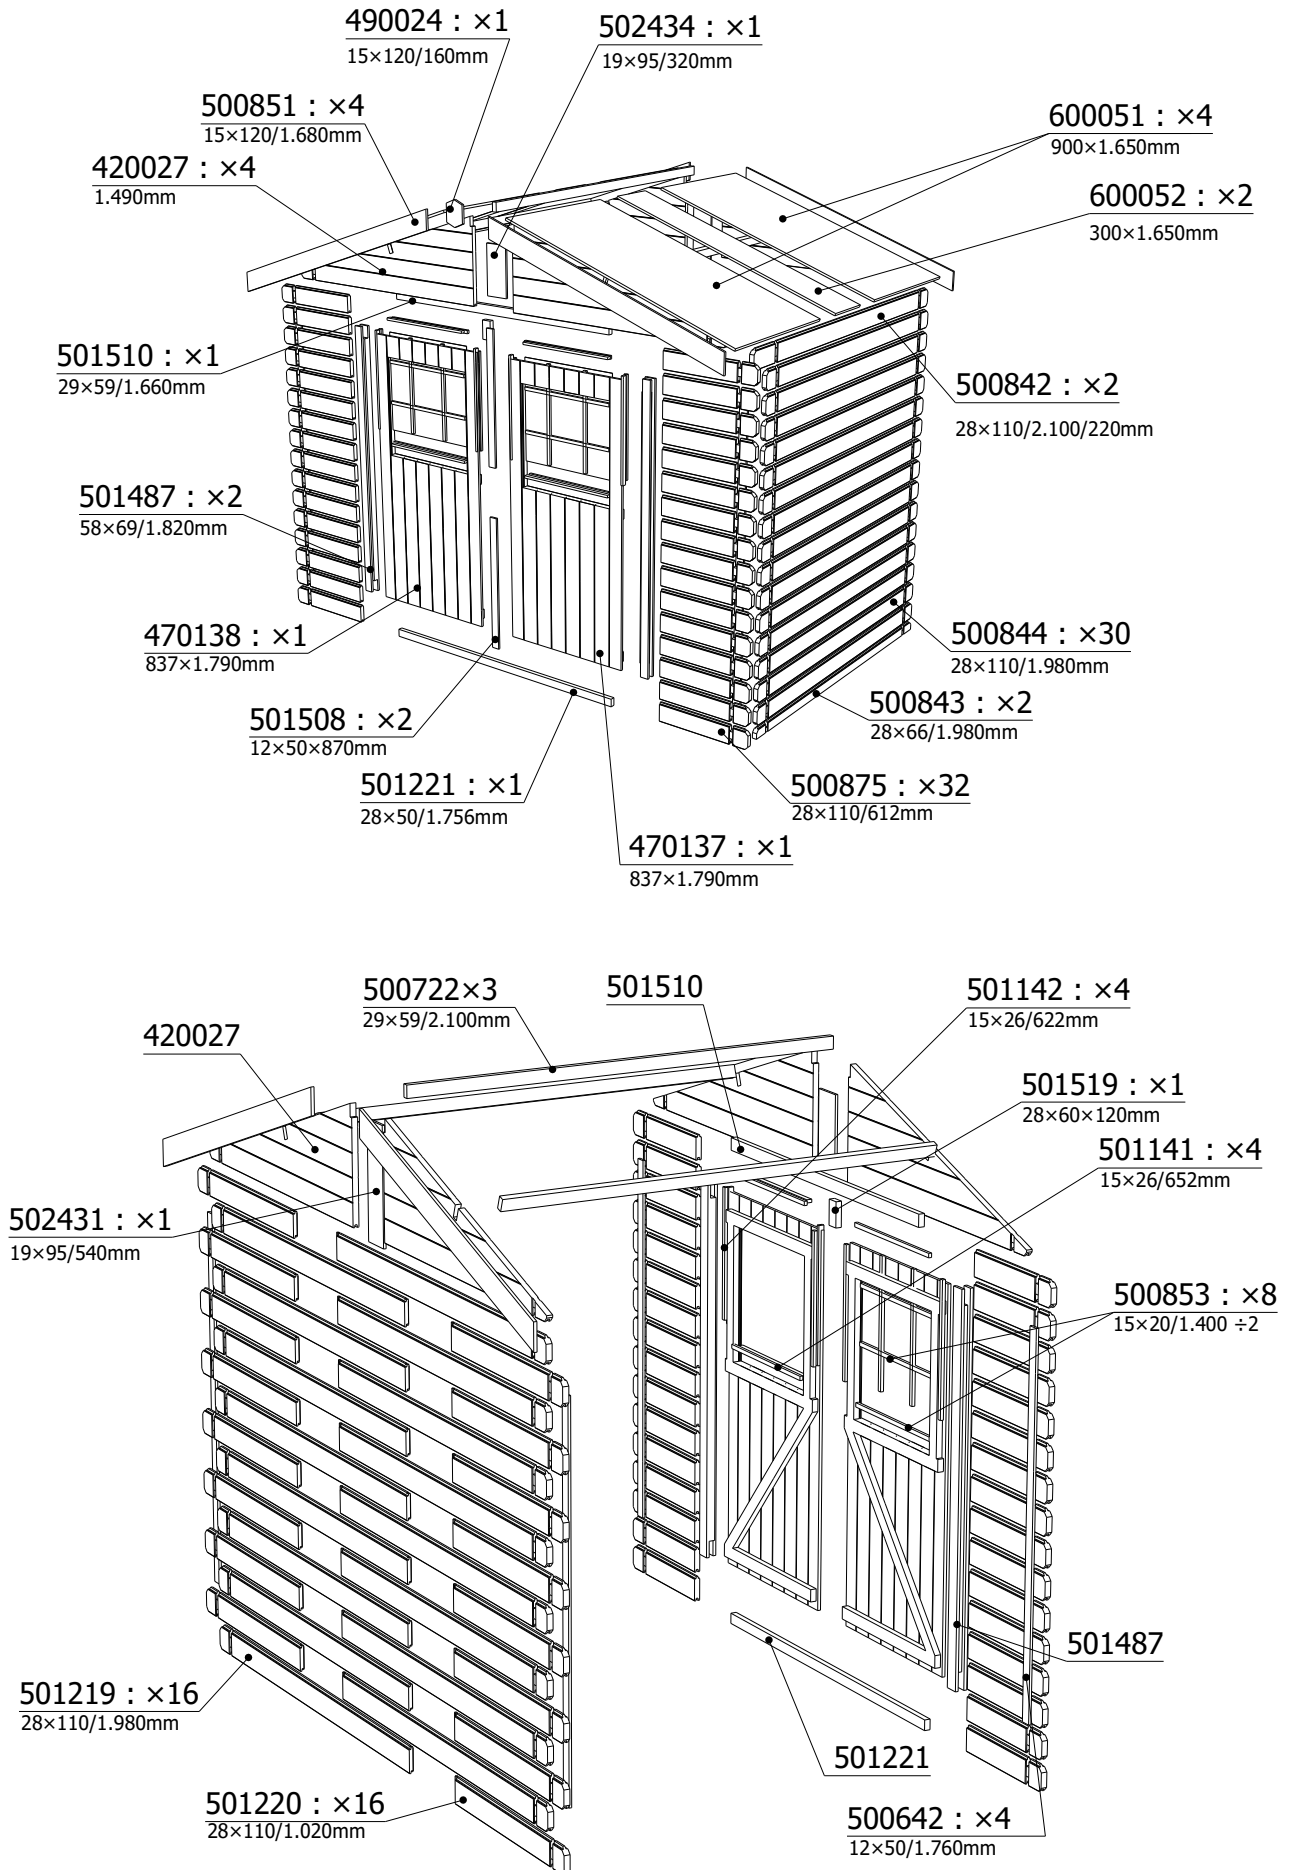 490024 : ×1
15×120/160mm
502434 : ×1
19×95/320mm
500851 : ×4
15×120/1.680mm
600051 : ×4
900×1.650mm
420027 : ×4
1.490mm
600052 : ×2
300×1.650mm
501510 : ×1
29×59/1.660mm
500842 : ×2
28×110/2.100/220mm
501487 : ×2
58×69/1.820mm
470138 : ×1
837×1.790mm
500844 : ×30
28×110/1.980mm
500843 : ×2
28×66/1.980mm
501508 : ×2
12×50×870mm
501221 : ×1
28×50/1.756mm
500875 : ×32
28×110/612mm
470137 : ×1
837×1.790mm
500722×3
29×59/2.100mm
501510
501142 : ×4
15×26/622mm
420027
501519 : ×1
28×60×120mm
501141 : ×4
15×26/652mm
502431 : ×1
19×95/540mm
500853 : ×8
15×20/1.400 ÷2
501487
501219 : ×16
28×110/1.980mm
501221
501220 : ×16
28×110/1.020mm
500642 : ×4
12×50/1.760mm